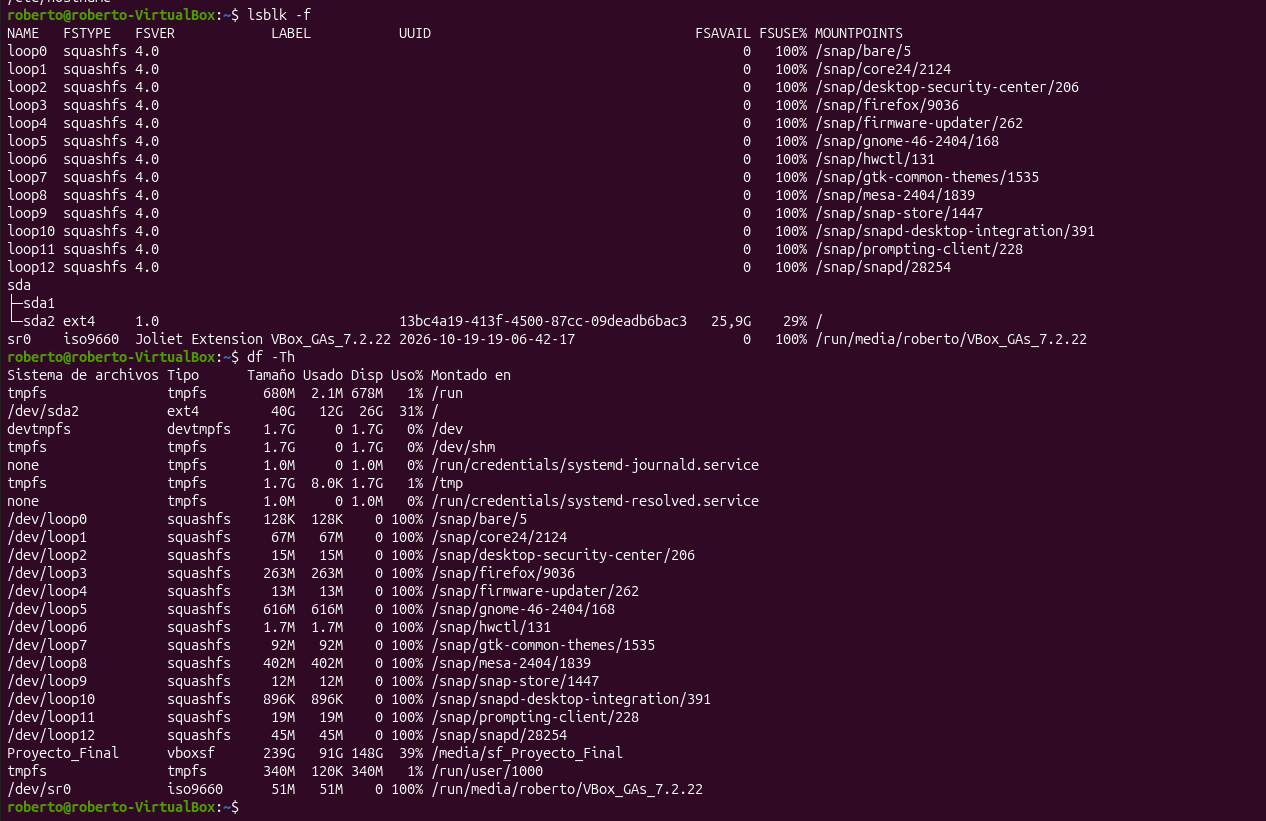 /etc/hostname
roberto@roberto-VirtualBox:~$ lsblk -f
NAME   FSTYPE   FSVER            LABEL           UUID                                 FSAVAIL FSUSE% MOUNTPOINTS
loop0  squashfs 4.0                                                                         0   100% /snap/bare/5
loop1  squashfs 4.0                                                                         0   100% /snap/core24/2124
loop2  squashfs 4.0                                                                         0   100% /snap/desktop-security-center/206
loop3  squashfs 4.0                                                                         0   100% /snap/firefox/9036
loop4  squashfs 4.0                                                                         0   100% /snap/firmware-updater/262
loop5  squashfs 4.0                                                                         0   100% /snap/gnome-46-2404/168
loop6  squashfs 4.0                                                                         0   100% /snap/hwctl/131
loop7  squashfs 4.0                                                                         0   100% /snap/gtk-common-themes/1535
loop8  squashfs 4.0                                                                         0   100% /snap/mesa-2404/1839
loop9  squashfs 4.0                                                                         0   100% /snap/snap-store/1447
loop10 squashfs 4.0                                                                         0   100% /snap/snapd-desktop-integration/391
loop11 squashfs 4.0                                                                         0   100% /snap/prompting-client/228
loop12 squashfs 4.0                                                                         0   100% /snap/snapd/28254
sda
├─sda1
└─sda2 ext4     1.0                              13bc4a19-413f-4500-87cc-09deadb6bac3   25,9G    29% /
sr0    iso9660  Joliet Extension VBox_GAs_7.2.22 2026-10-19-19-06-42-17                     0   100% /run/media/roberto/VBox_GAs_7.2.22
roberto@roberto-VirtualBox:~$ df -Th
Sistema de archivos Tipo      Tamaño Usado Disp Uso% Montado en
tmpfs               tmpfs       680M  2.1M 678M   1% /run
/dev/sda2           ext4         40G   12G  26G  31% /
devtmpfs            devtmpfs    1.7G     0 1.7G   0% /dev
tmpfs               tmpfs       1.7G     0 1.7G   0% /dev/shm
none                tmpfs       1.0M     0 1.0M   0% /run/credentials/systemd-journald.service
tmpfs               tmpfs       1.7G  8.0K 1.7G   1% /tmp
none                tmpfs       1.0M     0 1.0M   0% /run/credentials/systemd-resolved.service
/dev/loop0          squashfs    128K  128K    0 100% /snap/bare/5
/dev/loop1          squashfs     67M   67M    0 100% /snap/core24/2124
/dev/loop2          squashfs     15M   15M    0 100% /snap/desktop-security-center/206
/dev/loop3          squashfs    263M  263M    0 100% /snap/firefox/9036
/dev/loop4          squashfs     13M   13M    0 100% /snap/firmware-updater/262
/dev/loop5          squashfs    616M  616M    0 100% /snap/gnome-46-2404/168
/dev/loop6          squashfs    1.7M  1.7M    0 100% /snap/hwctl/131
/dev/loop7          squashfs     92M   92M    0 100% /snap/gtk-common-themes/1535
/dev/loop8          squashfs    402M  402M    0 100% /snap/mesa-2404/1839
/dev/loop9          squashfs     12M   12M    0 100% /snap/snap-store/1447
/dev/loop10         squashfs    896K  896K    0 100% /snap/snapd-desktop-integration/391
/dev/loop11         squashfs     19M   19M    0 100% /snap/prompting-client/228
/dev/loop12         squashfs     45M   45M    0 100% /snap/snapd/28254
Proyecto_Final      vboxsf      239G   91G 148G  39% /media/sf_Proyecto_Final
tmpfs               tmpfs       340M  120K 340M   1% /run/user/1000
/dev/sr0            iso9660      51M   51M    0 100% /run/media/roberto/VBox_GAs_7.2.22
roberto@roberto-VirtualBox:~$